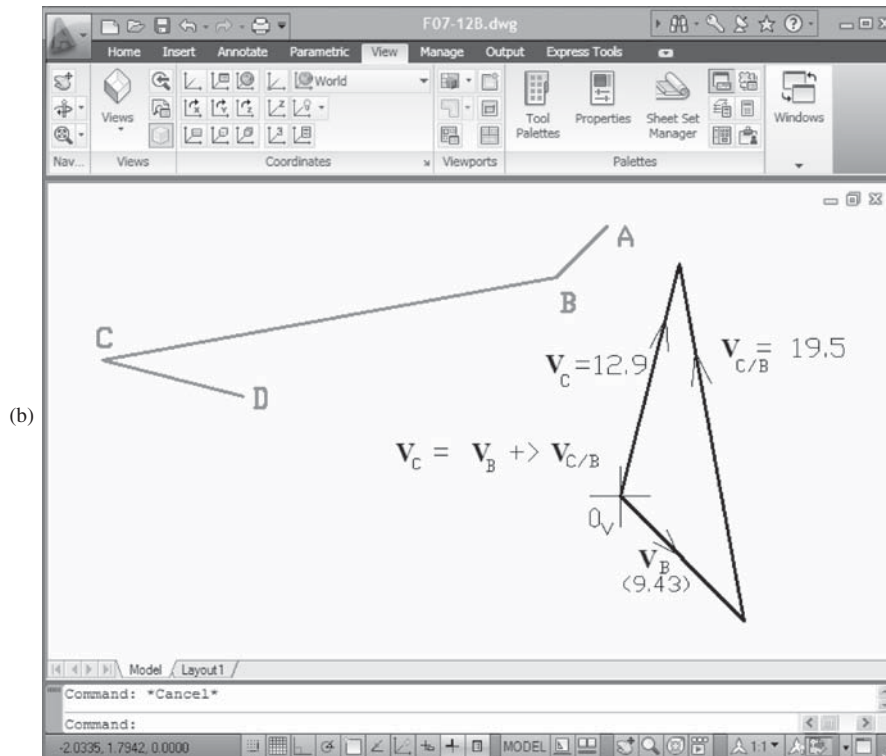 F07-12B.dwg
Home Insert Annotate Parametric View Manage Output Express Tools
World
Views
Tool Palettes
Properties
Sheet Set Manager
Windows
Nav... Views Coordinates Viewports Palettes
A
B
C
D
V_C =12.9
V_C/B = 19.5
(b)
V_C = V_B +> V_C/B
0_V
V_B
(9.43)
Model Layout1
Command: *Cancel*
Command:
-2.0335, 1.7942, 0.0000 MODEL 1:1